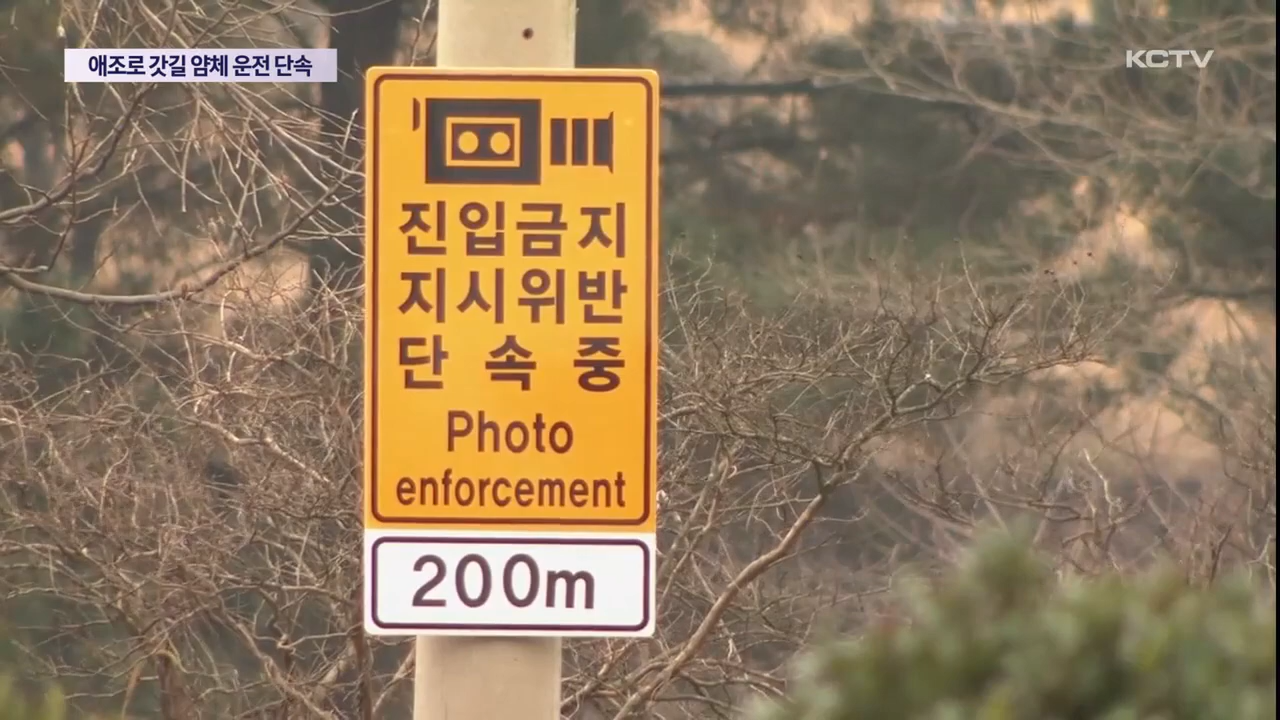 애조로 갓길 얌체 운전 단속
KCTV
진입금지
지시위반
단 속 중
Photo
enforcement
200m